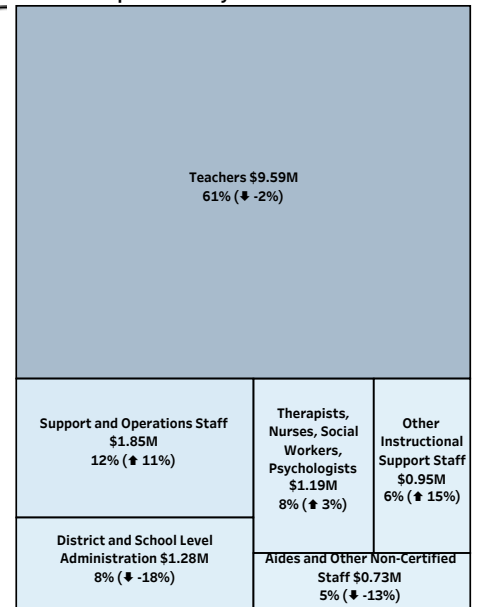 Teachers $9.59M
61% (⬇ -2%)
Support and Operations Staff
$1.85M
12% (⬆ 11%)
Therapists,
Nurses, Social
Workers,
Psychologists
$1.19M
8% (⬆ 3%)
Other
Instructional
Support Staff
$0.95M
6% (⬆ 15%)
District and School Level
Administration $1.28M
8% (⬇ -18%)
Aides and Other Non-Certified
Staff $0.73M
5% (⬇ -13%)